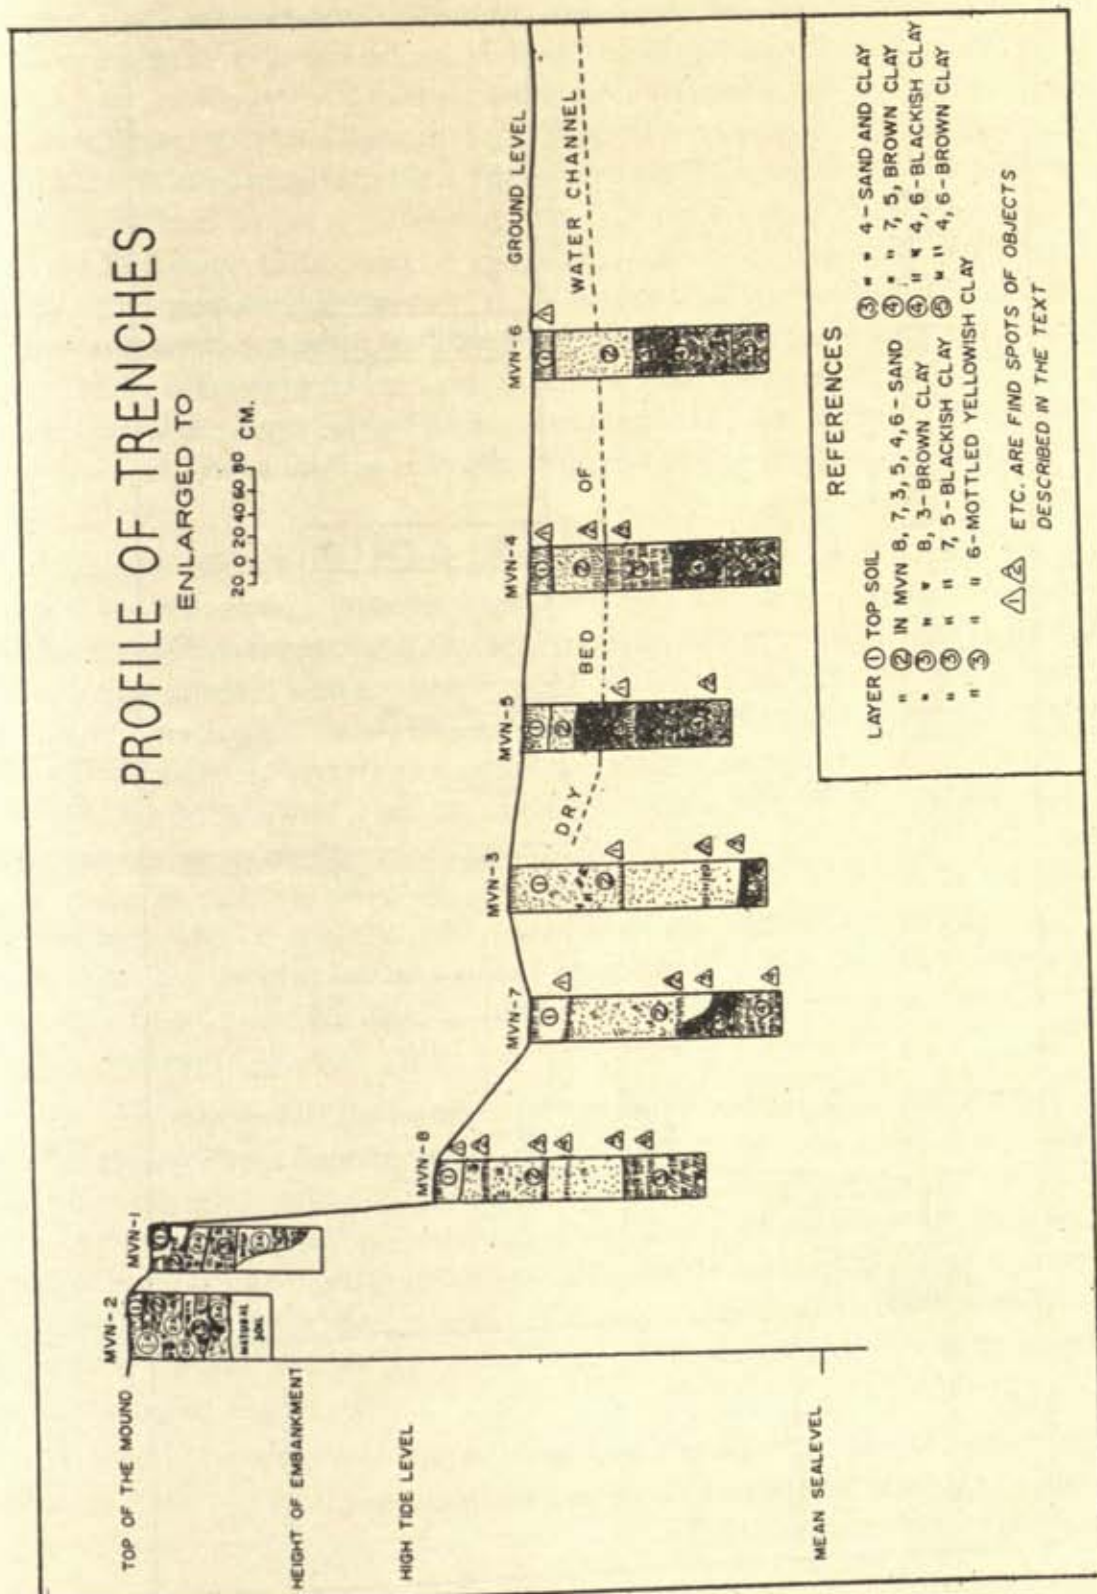 PROFILE OF TRENCHES
ENLARGED TO
20 0 20 40 60 80 CM.
TOP OF THE MOUND
HEIGHT OF EMBANKMENT
HIGH TIDE LEVEL
MEAN SEALEVEL
MVN-2
MVN-1
MVN-8
MVN-7
MVN-3
MVN-5
MVN-4
MVN-6
NATURAL
SOIL
GROUND LEVEL
DRY BED OF WATER CHANNEL
REFERENCES
LAYER ① TOP SOIL
" ② IN MVN 8, 7, 3, 5, 4, 6 - SAND
" ③ " " 8, 3 - BROWN CLAY
" ③ " " 7, 5 - BLACKISH CLAY
" ③ " " 6 - MOTTLED YELLOWISH CLAY
③ " " 4 - SAND AND CLAY
④ " " 7, 5, BROWN CLAY
④ " " 4, 6 - BLACKISH CLAY
⑤ " " 4, 6 - BROWN CLAY
1 2 ETC. ARE FIND SPOTS OF OBJECTS
DESCRIBED IN THE TEXT